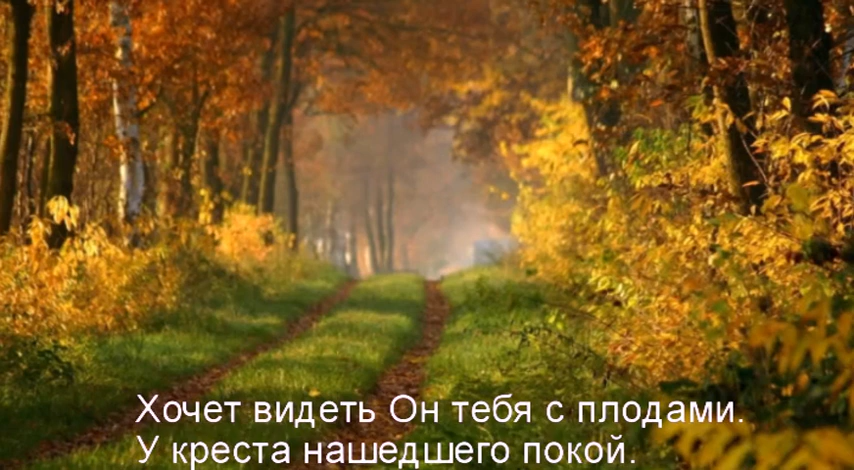 Хочет видеть Он тебя с плодами.
У креста нашедшего покой.